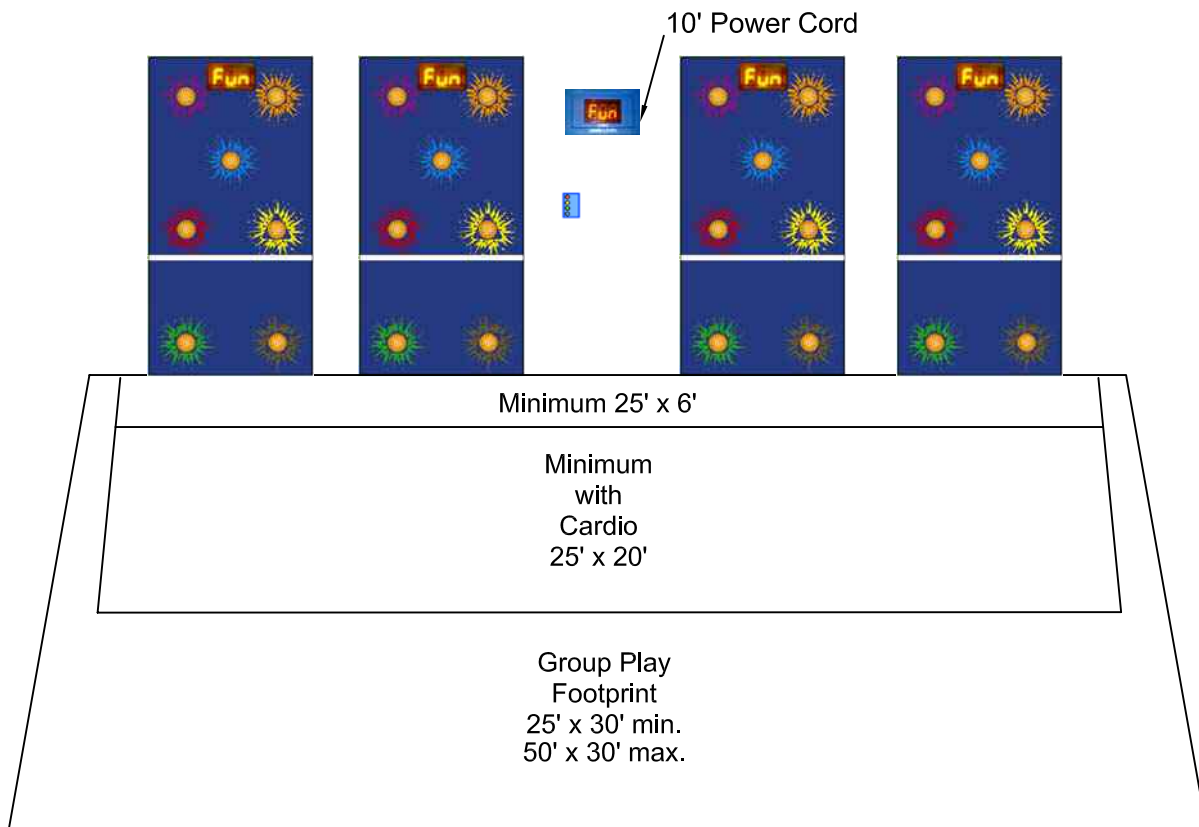 10' Power Cord
Fun
Fun
Fun
Fun
Fun
Minimum 25' x 6'
Minimum
with
Cardio
25' x 20'
Group Play
Footprint
25' x 30' min.
50' x 30' max.